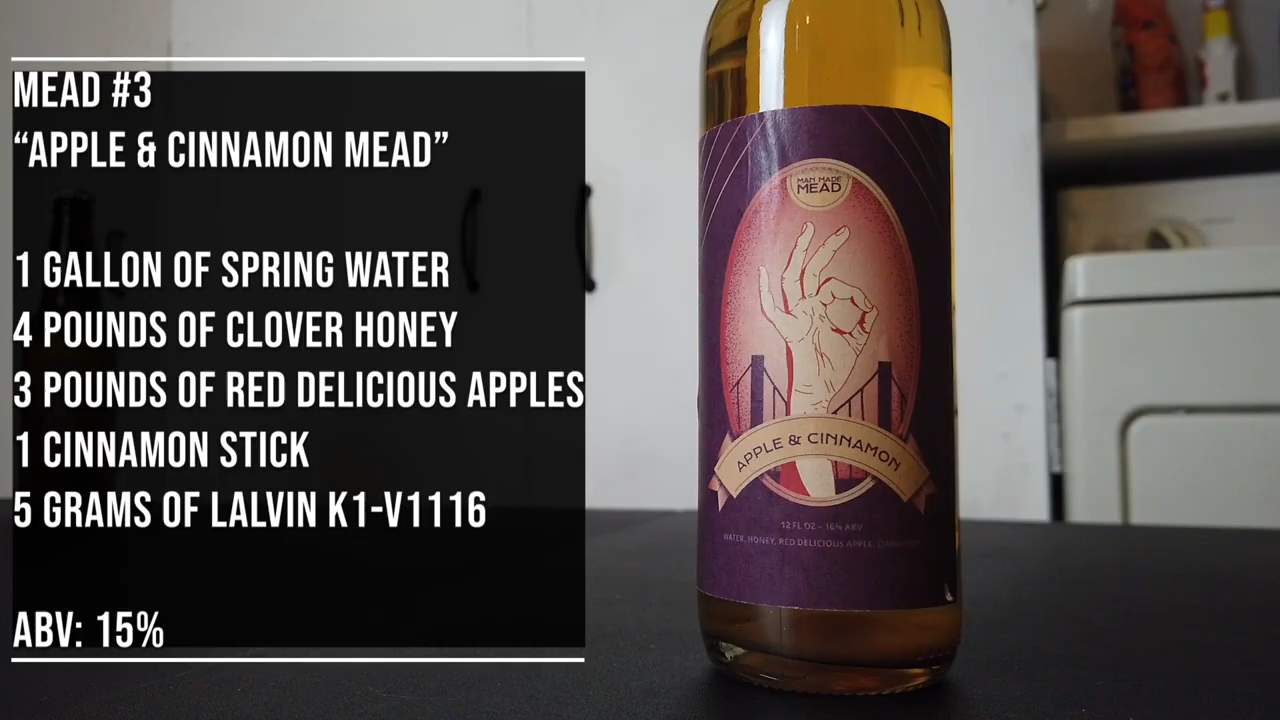 MEAD #3
“APPLE & CINNAMON MEAD”
1 GALLON OF SPRING WATER
4 POUNDS OF CLOVER HONEY
3 POUNDS OF RED DELICIOUS APPLES
1 CINNAMON STICK
5 GRAMS OF LALVIN K1-V1116
ABV: 15%
MAN MADE
MEAD
APPLE & CINNAMON
12 FL OZ - 16% ABV
WATER, HONEY, RED DELICIOUS APPLE,